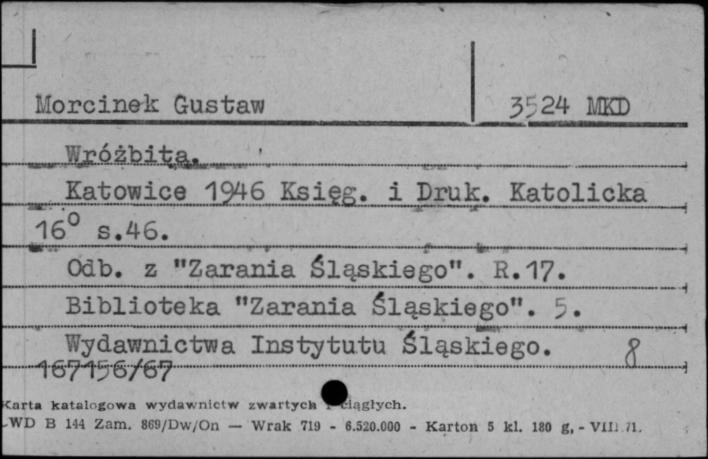 Morcinek Gustaw 3524 MKD
Wróżbita.
Katowice 1946 Księg. i Druk. Katolicka
16° s.46.
Odb. z "Zarania Śląskiego". R.17.
Biblioteka "Zarania Śląskiego". 5.
Wydawnictwa Instytutu Śląskiego. 8
167156/67
Karta katalogowa wydawnictw zwartych i ciągłych.
WD B 144 Zam. 869/Dw/On — Wrak 719 - 6.520.000 - Karton 5 kl. 180 g, - VIII.71.